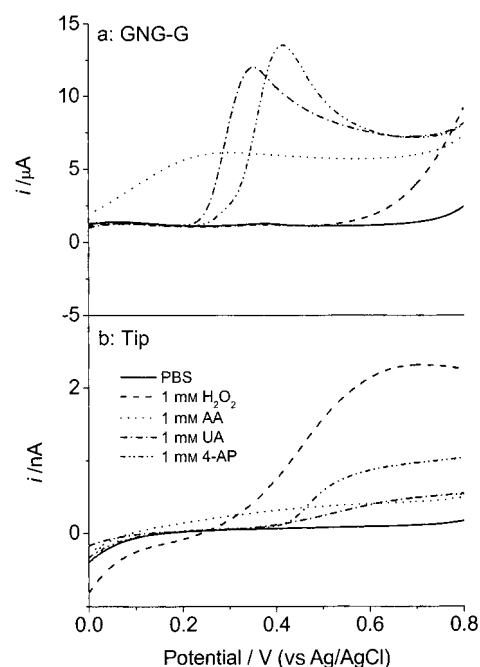 a: GNG-G
15
10
5
0
-5
i /µA
b: Tip
PBS
1 mM H₂O₂
1 mM AA
1 mM UA
1 mM 4-AP
2
0
i /nA
0.0 0.2 0.4 0.6 0.8
Potential / V (vs Ag/AgCl)